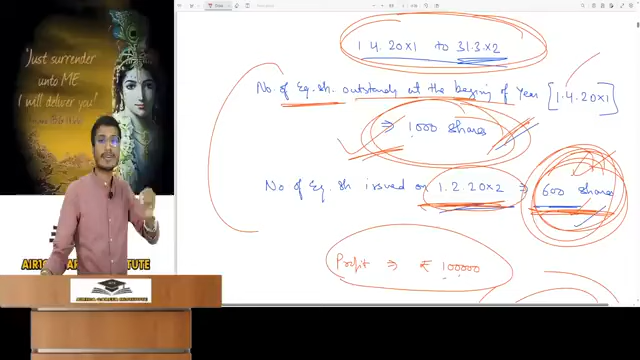 "Just surrender
unto ME
I will deliver you"
1.4.20X1 to 31.3.X2
No. of Eq. sh. outstands at the beging of Year [1.4.20X1]
⇒ 1000 shares
No of Eq. Sh issued on 1.2.20X2 ⇒ 600 shares
Profit ⇒ ₹ 100000